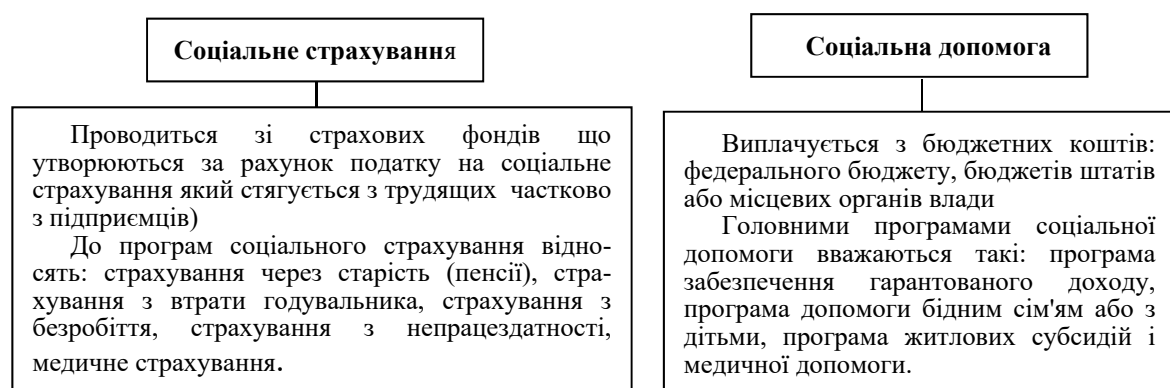 Соціальне страхування
Проводиться зі страхових фондів що
утворюються за рахунок податку на соціальне
страхування який стягується з трудящих частково
з підприємців)
До програм соціального страхування відно-
сять: страхування через старість (пенсії), стра-
хування з втрати годувальника, страхування з
безробіття, страхування з непрацездатності,
медичне страхування.
Соціальна допомога
Виплачується з бюджетних коштів:
федерального бюджету, бюджетів штатів
або місцевих органів влади
Головними програмами соціальної
допомоги вважаються такі: програма
забезпечення гарантованого доходу,
програма допомоги бідним сім'ям або з
дітьми, програма житлових субсидій і
медичної допомоги.